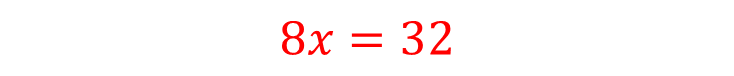 8x = 32